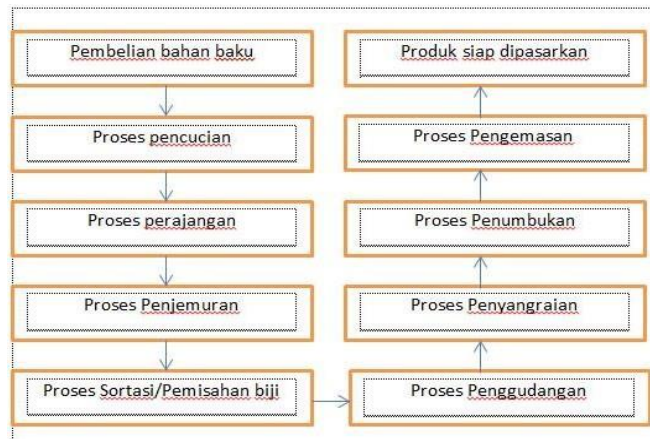 Pembelian bahan baku
Proses pencucian
Proses perajangan
Proses Penjemuran
Proses Sortasi/Pemisahan biji
Proses Penggudangan
Proses Penyangraian
Proses Penumbukan
Proses Pengemasan
Produk siap dipasarkan